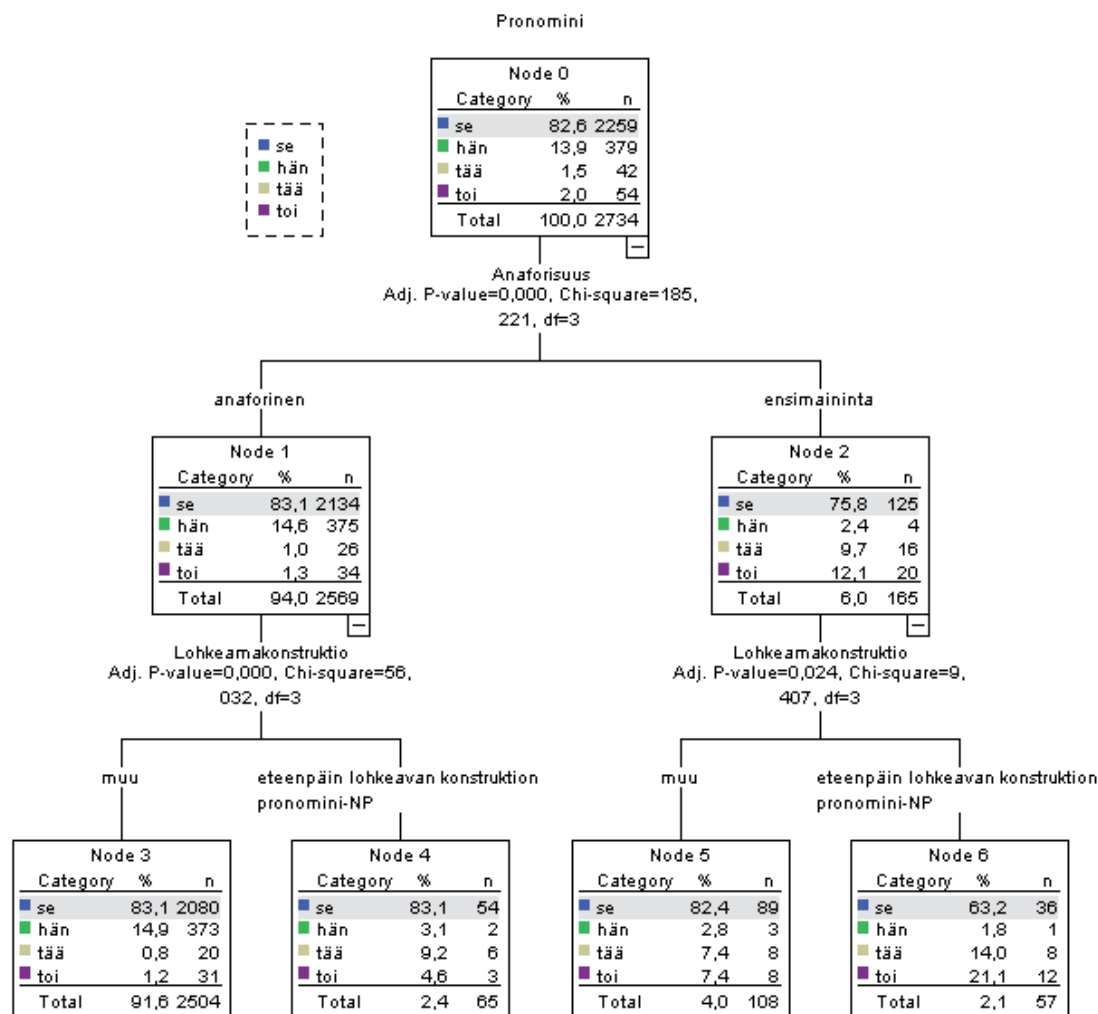 Pronomini
Node 0
Category % n
se 82,6 2259
hän 13,9 379
tää 1,5 42
toi 2,0 54
Total 100,0 2734
se
hän
tää
toi
Anaforisuus
Adj. P-value=0,000, Chi-square=185,
221, df=3
anaforinen
ensimaininta
Node 1
Category % n
se 83,1 2134
hän 14,6 375
tää 1,0 26
toi 1,3 34
Total 94,0 2569
Node 2
Category % n
se 75,8 125
hän 2,4 4
tää 9,7 16
toi 12,1 20
Total 6,0 165
Lohkeamakonstruktio
Adj. P-value=0,000, Chi-square=56,
032, df=3
Lohkeamakonstruktio
Adj. P-value=0,024, Chi-square=9,
407, df=3
muu
eteenpäin lohkeavan konstruktion
pronomini-NP
muu
eteenpäin lohkeavan konstruktion
pronomini-NP
Node 3
Category % n
se 83,1 2080
hän 14,9 373
tää 0,8 20
toi 1,2 31
Total 91,6 2504
Node 4
Category % n
se 83,1 54
hän 3,1 2
tää 9,2 6
toi 4,6 3
Total 2,4 65
Node 5
Category % n
se 82,4 89
hän 2,8 3
tää 7,4 8
toi 7,4 8
Total 4,0 108
Node 6
Category % n
se 63,2 36
hän 1,8 1
tää 14,0 8
toi 21,1 12
Total 2,1 57